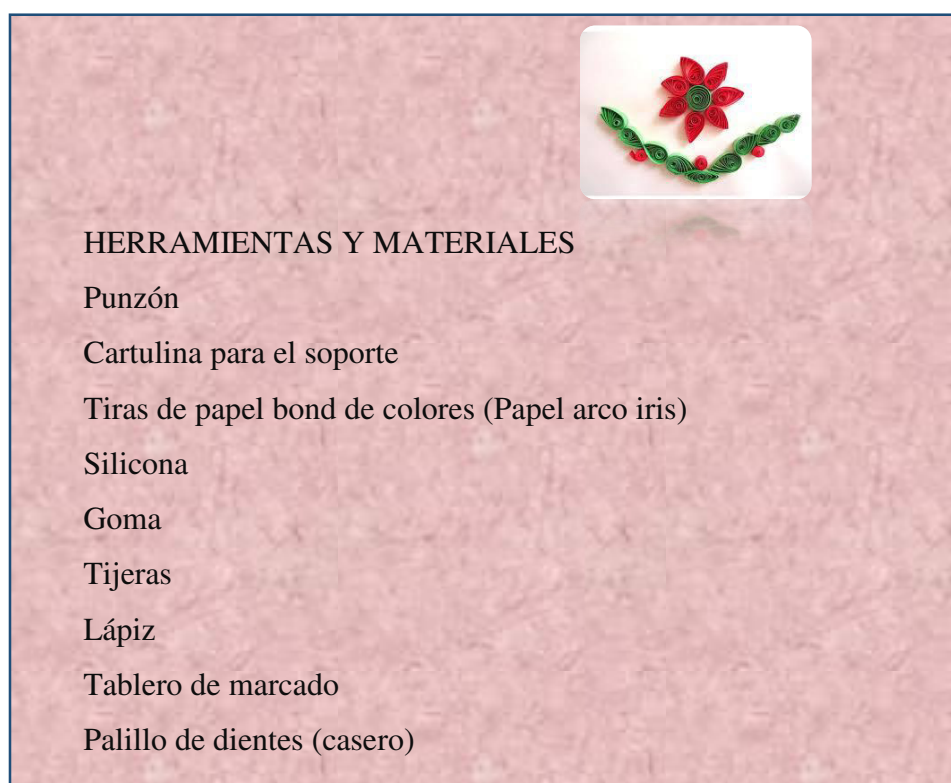 HERRAMIENTAS Y MATERIALES
Punzón
Cartulina para el soporte
Tiras de papel bond de colores (Papel arco iris)
Silicona
Goma
Tijeras
Lápiz
Tablero de marcado
Palillo de dientes (casero)